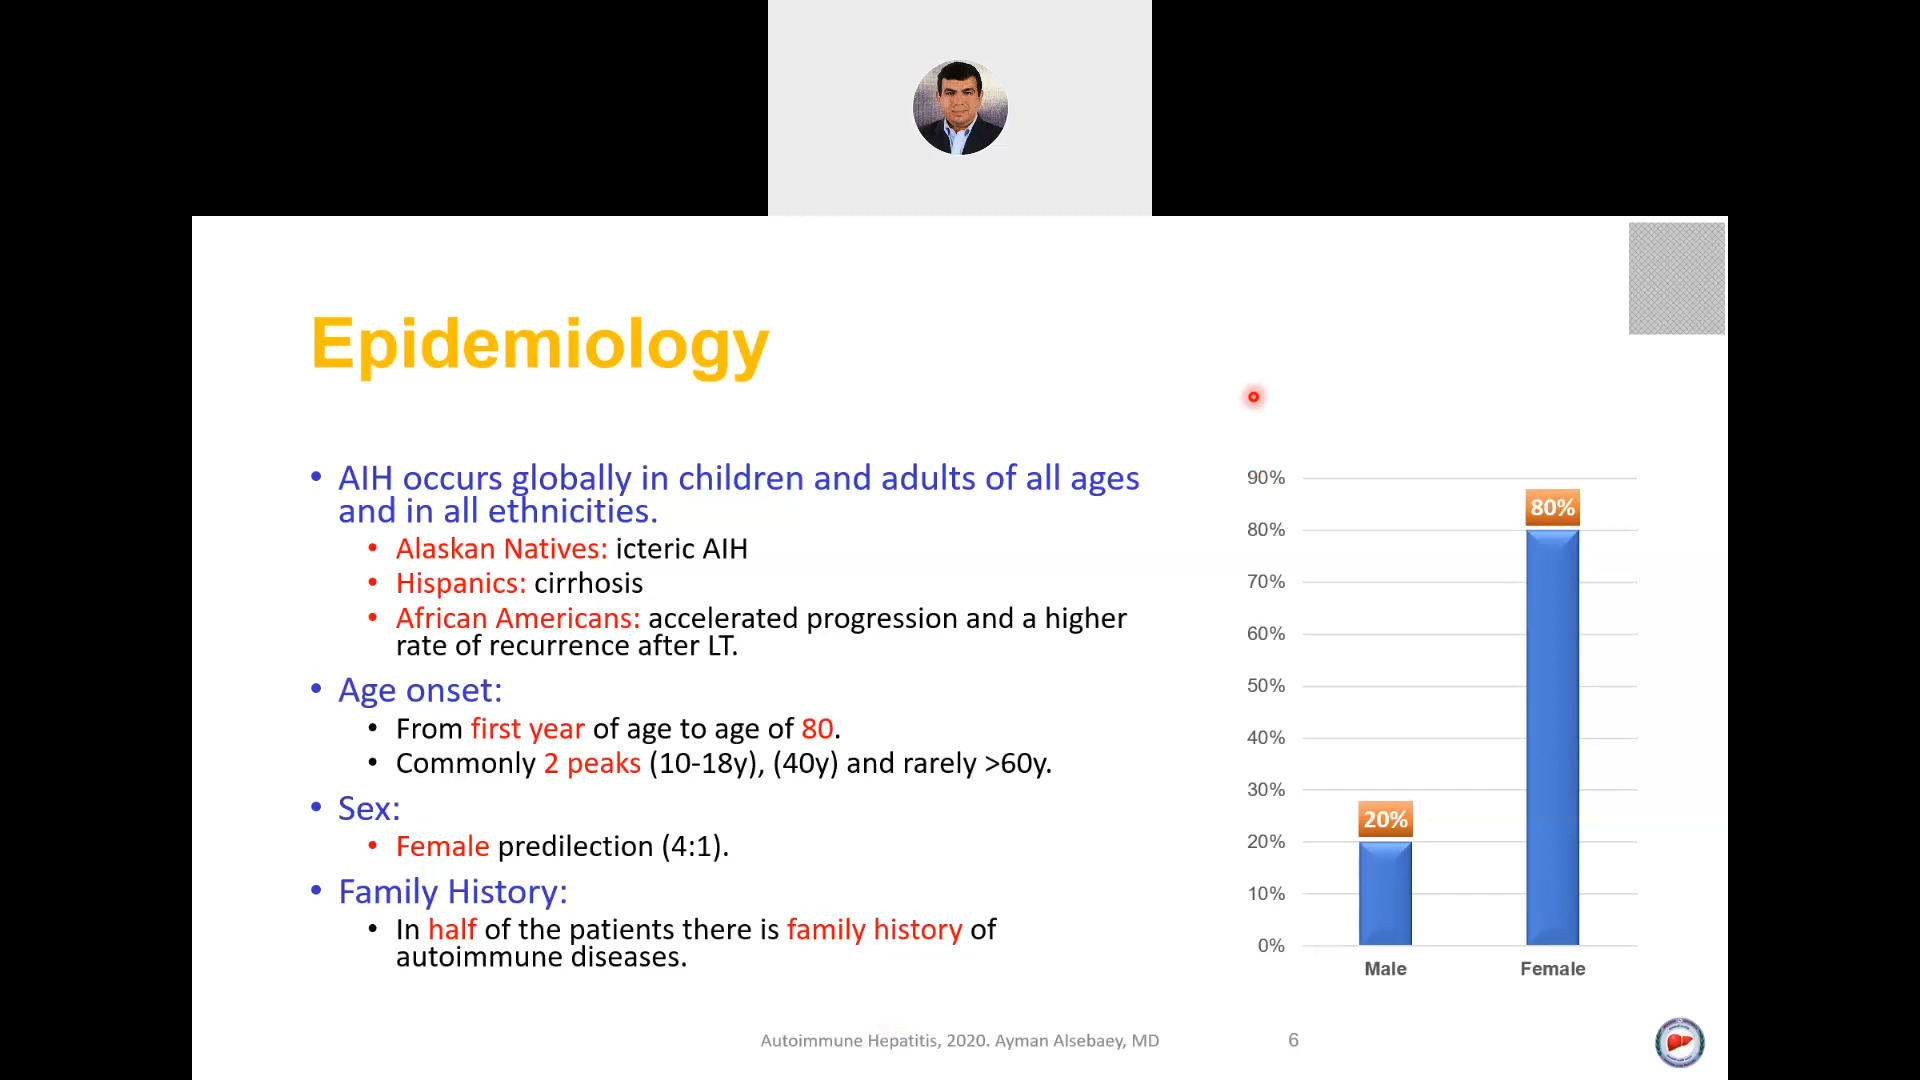 Epidemiology
• AIH occurs globally in children and adults of all ages
and in all ethnicities.
• Alaskan Natives: icteric AIH
• Hispanics: cirrhosis
• African Americans: accelerated progression and a higher
rate of recurrence after LT.
• Age onset:
• From first year of age to age of 80.
• Commonly 2 peaks (10-18y), (40y) and rarely >60y.
• Sex:
• Female predilection (4:1).
• Family History:
• In half of the patients there is family history of
autoimmune diseases.
90%
80%
70%
60%
50%
40%
30%
20%
10%
0%
20%
80%
Male
Female
Autoimmune Hepatitis, 2020. Ayman Alsebaey, MD
6